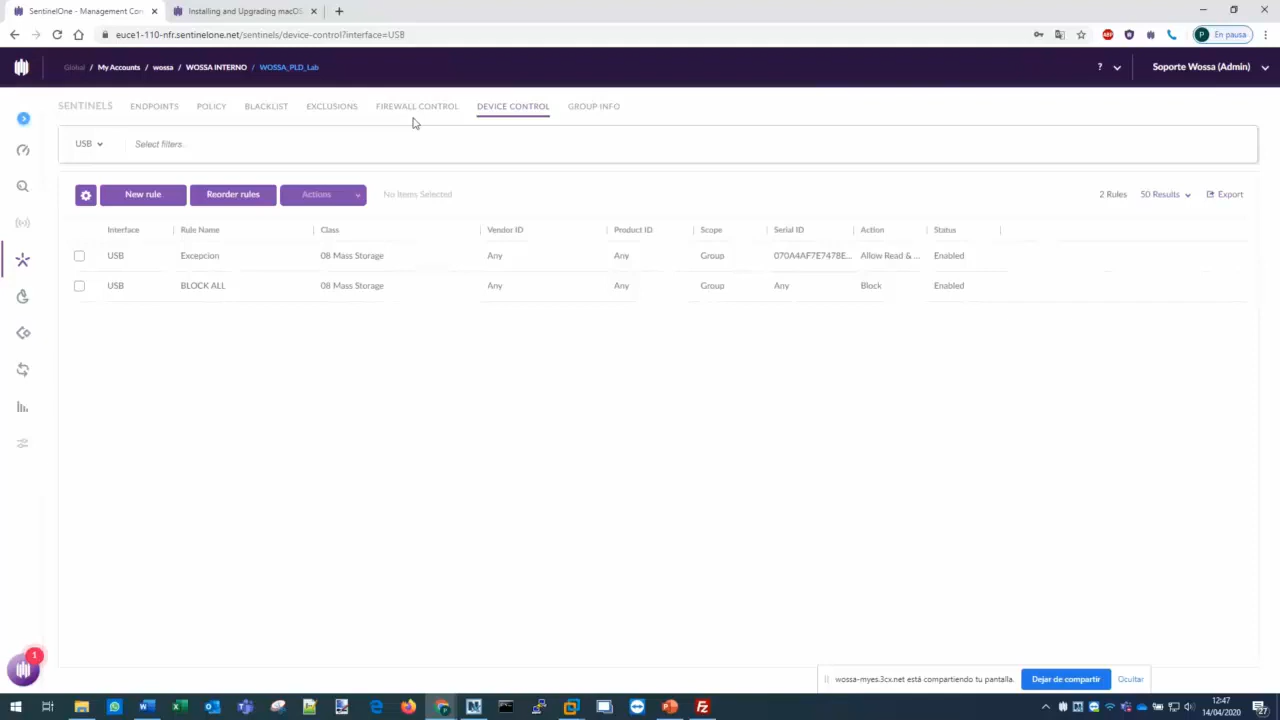 SentinelOne - Management Con
Installing and Upgrading macOS
euce1-110-nfr.sentinelone.net/sentinels/device-control?interface=USB
ABP
P En pausa
Global / My Accounts / wossa / WOSSA INTERNO / WOSSA_PLD_Lab
? Soporte Wossa (Admin)
SENTINELS ENDPOINTS POLICY BLACKLIST EXCLUSIONS FIREWALL CONTROL DEVICE CONTROL GROUP INFO
USB Select filters...
New rule Reorder rules Actions No Items Selected 2 Rules 50 Results Export
Interface Rule Name Class Vendor ID Product ID Scope Serial ID Action Status
USB Excepcion 08 Mass Storage Any Any Group 070A4AF7E7478E... Allow Read & ... Enabled
USB BLOCK ALL 08 Mass Storage Any Any Group Any Block Enabled
1
wossa-myes.3cx.net está compartiendo tu pantalla. Dejar de compartir Ocultar
12:47
14/04/2020
27